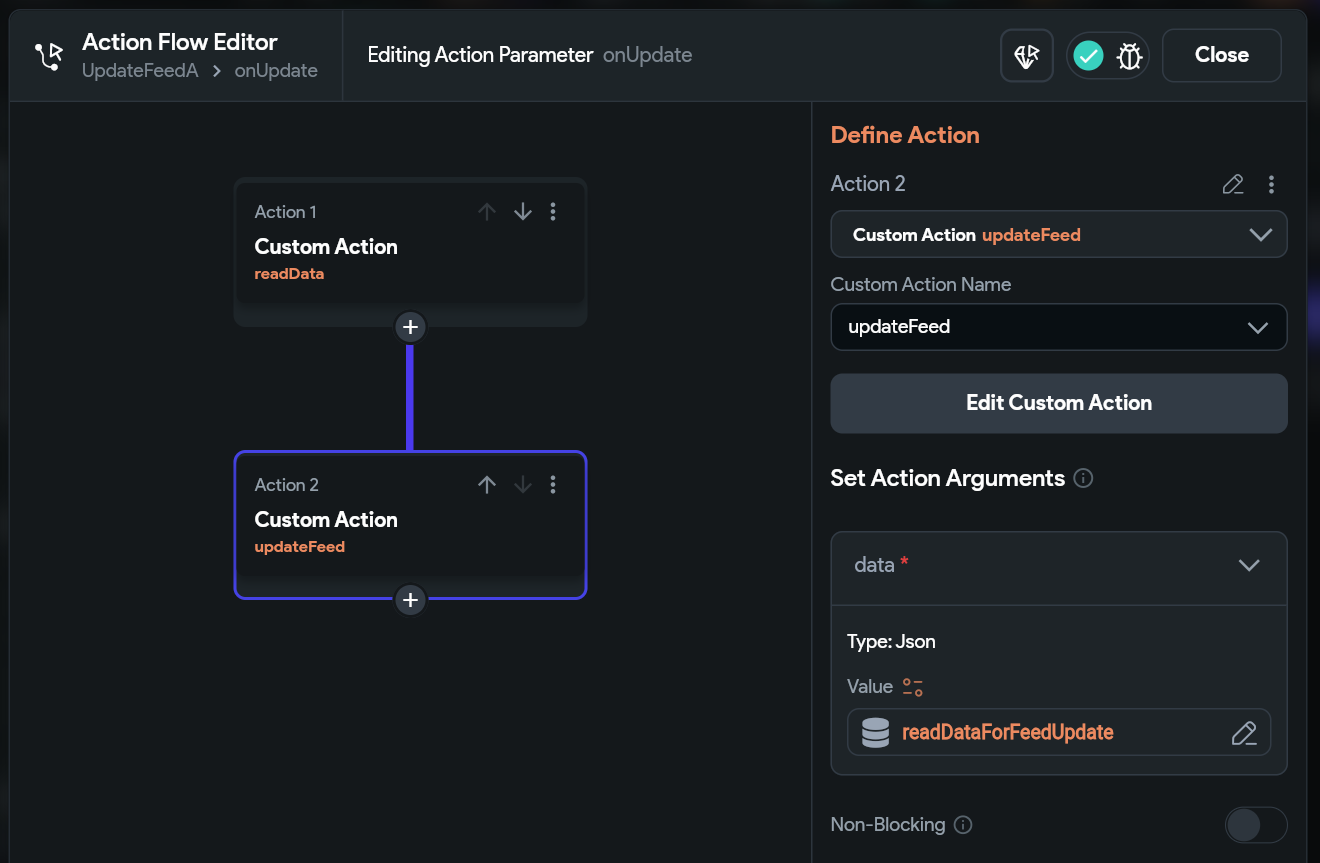 Action Flow Editor
UpdateFeedA > onUpdate
Editing Action Parameter onUpdate
Close
Action 1
Custom Action
readData
Action 2
Custom Action
updateFeed
Define Action
Action 2
Custom Action updateFeed
Custom Action Name
updateFeed
Edit Custom Action
Set Action Arguments
data *
Type: Json
Value
readDataForFeedUpdate
Non-Blocking